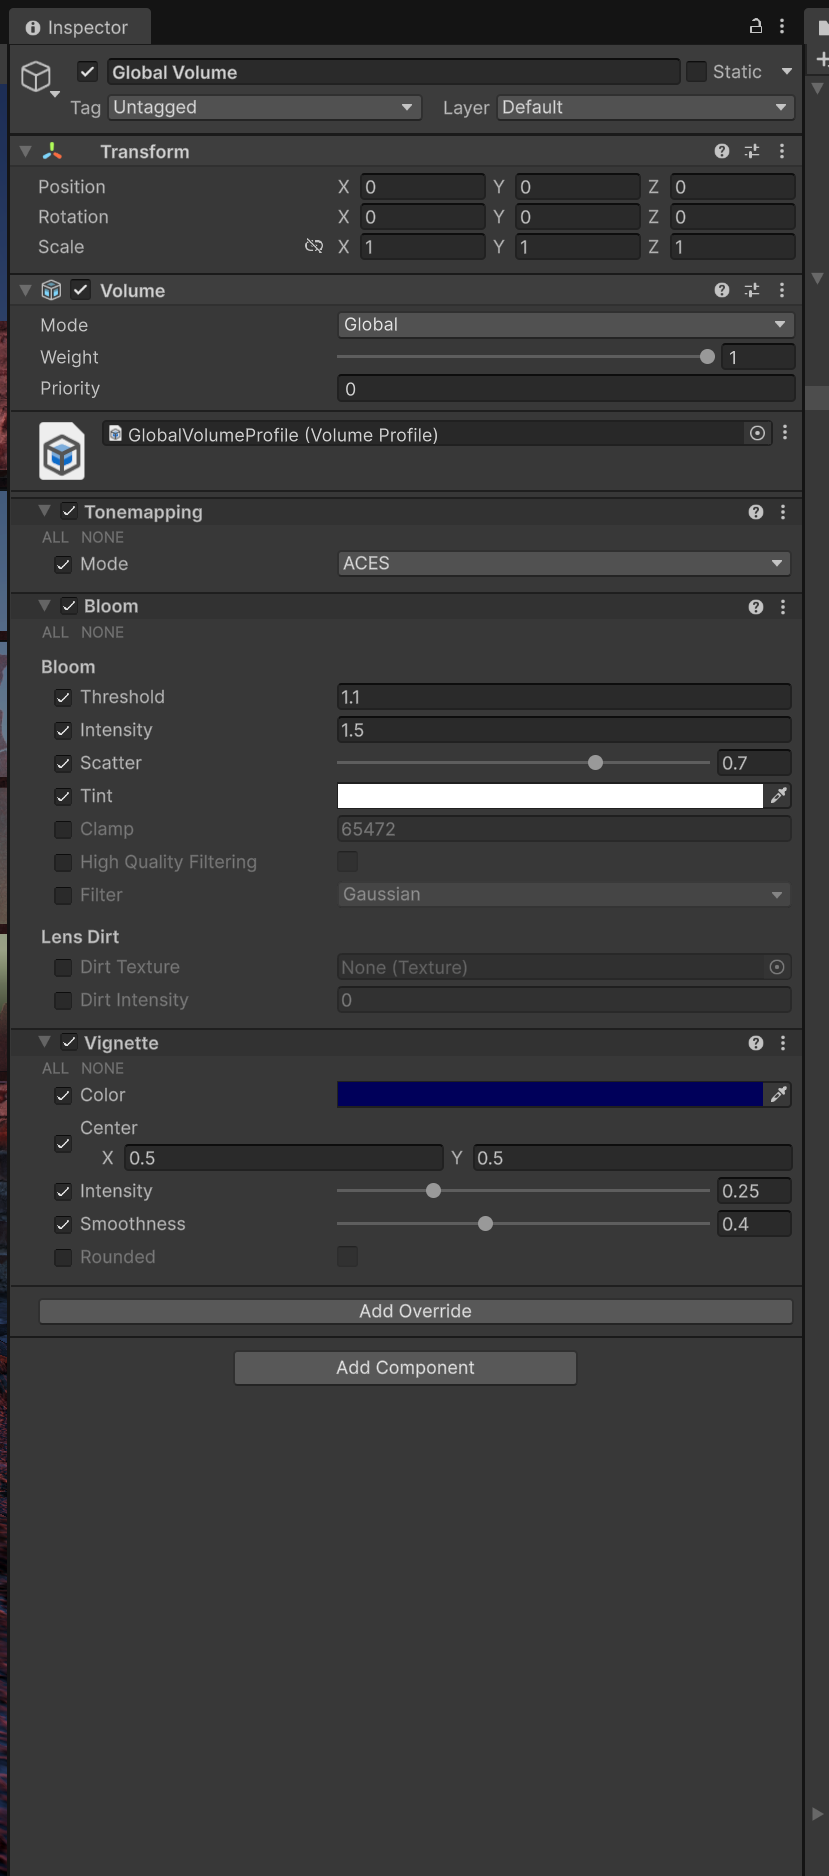 Inspector
Global Volume
Static
Tag Untagged Layer Default
Transform
Position X 0 Y 0 Z 0
Rotation X 0 Y 0 Z 0
Scale X 1 Y 1 Z 1
Volume
Mode Global
Weight 1
Priority 0
GlobalVolumeProfile (Volume Profile)
Tonemapping
ALL NONE
Mode ACES
Bloom
ALL NONE
Bloom
Threshold 1.1
Intensity 1.5
Scatter 0.7
Tint
Clamp 65472
High Quality Filtering
Filter Gaussian
Lens Dirt
Dirt Texture None (Texture)
Dirt Intensity 0
Vignette
ALL NONE
Color
Center
X 0.5 Y 0.5
Intensity 0.25
Smoothness 0.4
Rounded
Add Override
Add Component